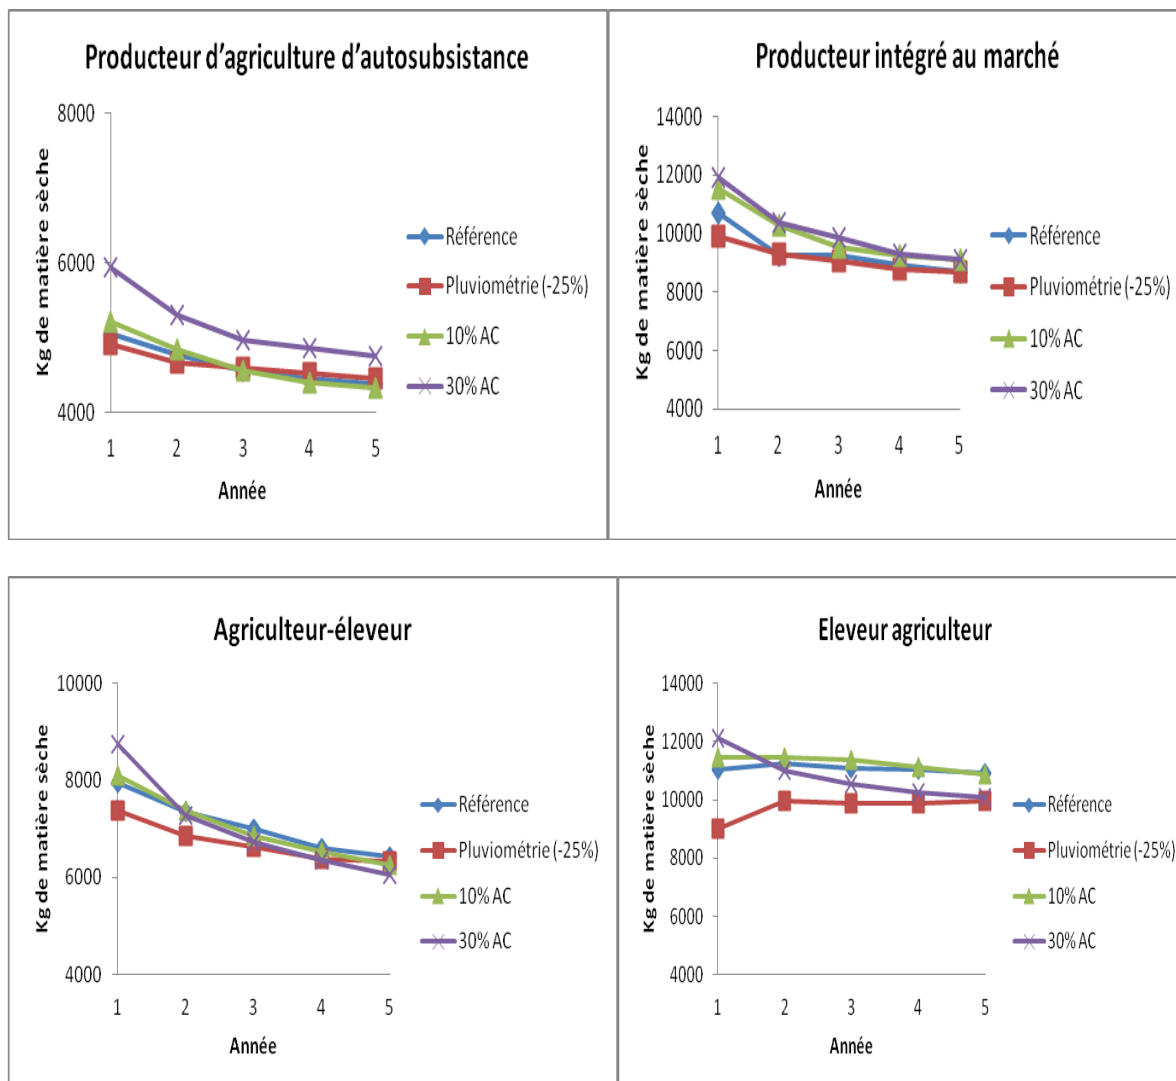 Producteur d'agriculture d'autosubsistance
Kg de matière sèche
8000
6000
4000
1 2 3 4 5
Année
Référence
Pluviométrie (-25%)
10% AC
30% AC
Producteur intégré au marché
Kg de matière sèche
14000
12000
10000
8000
6000
4000
1 2 3 4 5
Année
Référence
Pluviométrie (-25%)
10% AC
30% AC
Agriculteur-éleveur
Kg de matière sèche
10000
8000
6000
4000
1 2 3 4 5
Année
Référence
Pluviométrie (-25%)
10% AC
30% AC
Eleveur agriculteur
Kg de matière sèche
14000
12000
10000
8000
6000
4000
1 2 3 4 5
Année
Référence
Pluviométrie (-25%)
10% AC
30% AC